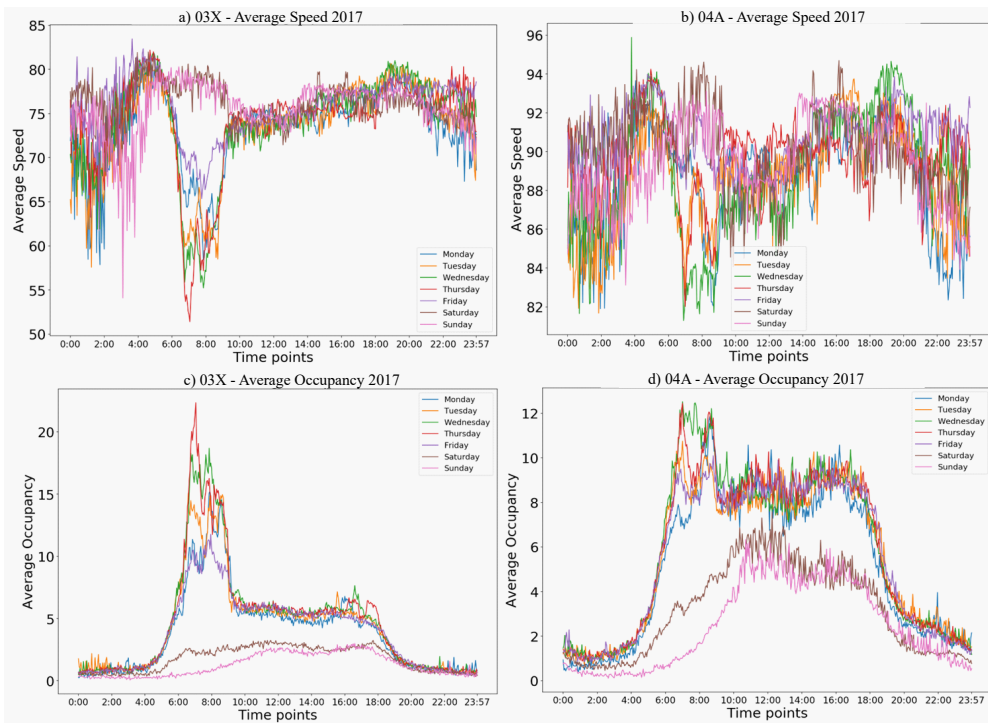 a) 03X - Average Speed 2017
Average Speed
85
80
75
70
65
60
55
50
Monday
Tuesday
Wednesday
Thursday
Friday
Saturday
Sunday
0:00 2:00 4:00 6:00 8:00 10:00 12:00 14:00 16:00 18:00 20:00 22:00 23:57
Time points
b) 04A - Average Speed 2017
Average Speed
96
94
92
90
88
86
84
82
Monday
Tuesday
Wednesday
Thursday
Friday
Saturday
Sunday
0:00 2:00 4:00 6:00 8:00 10:00 12:00 14:00 16:00 18:00 20:00 22:00 23:57
Time points
c) 03X - Average Occupancy 2017
Average Occupancy
20
15
10
5
0
Monday
Tuesday
Wednesday
Thursday
Friday
Saturday
Sunday
0:00 2:00 4:00 6:00 8:00 10:00 12:00 14:00 16:00 18:00 20:00 22:00 23:57
Time points
d) 04A - Average Occupancy 2017
Average Occupancy
12
10
8
6
4
2
0
Monday
Tuesday
Wednesday
Thursday
Friday
Saturday
Sunday
0:00 2:00 4:00 6:00 8:00 10:00 12:00 14:00 16:00 18:00 20:00 22:00 23:57
Time points